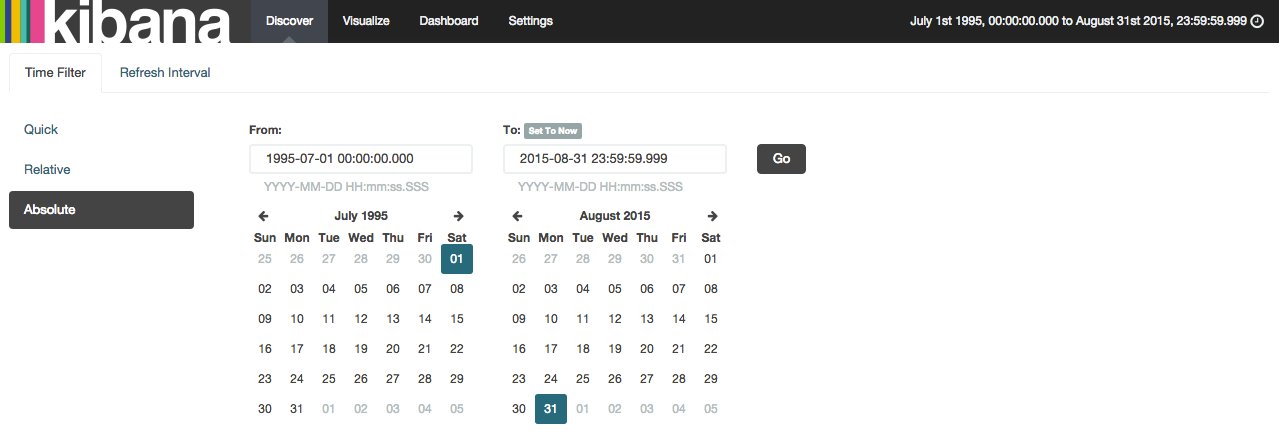 kibana Discover Visualize Dashboard Settings July 1st 1995, 00:00:00.000 to August 31st 2015, 23:59:59.999
Time Filter Refresh Interval
Quick
Relative
Absolute
From:
1995-07-01 00:00:00.000
YYYY-MM-DD HH:mm:ss.SSS
July 1995
Sun Mon Tue Wed Thu Fri Sat
25 26 27 28 29 30 01
02 03 04 05 06 07 08
09 10 11 12 13 14 15
16 17 18 19 20 21 22
23 24 25 26 27 28 29
30 31 01 02 03 04 05
To: Set To Now
2015-08-31 23:59:59.999
YYYY-MM-DD HH:mm:ss.SSS
August 2015
Sun Mon Tue Wed Thu Fri Sat
26 27 28 29 30 31 01
02 03 04 05 06 07 08
09 10 11 12 13 14 15
16 17 18 19 20 21 22
23 24 25 26 27 28 29
30 31 01 02 03 04 05
Go